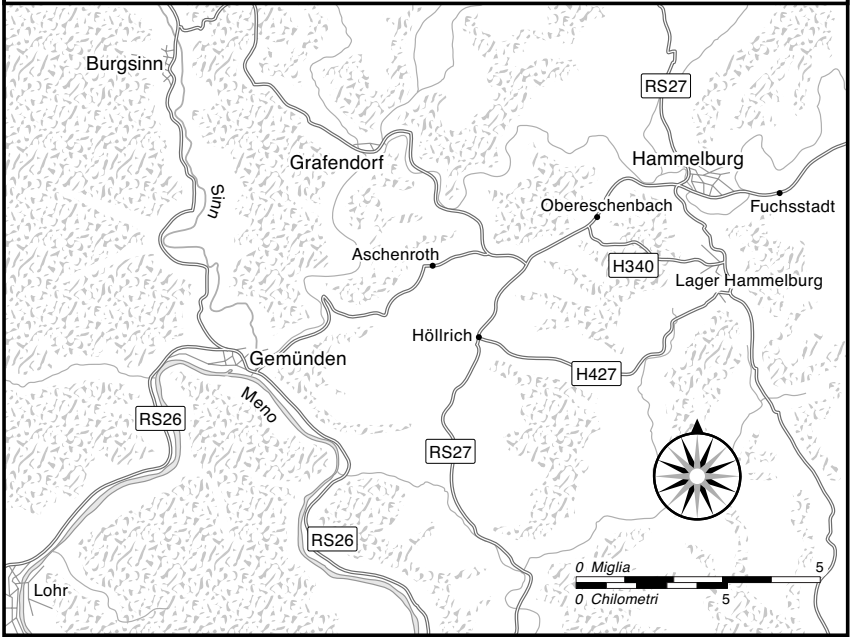 Burgsinn
RS27
Grafendorf
Hammelburg
Sinn
Obereschenbach
Fuchsstadt
Aschenroth
H340
Lager Hammelburg
Höllrich
Gemünden
H427
Meno
RS26
RS27
RS26
0 Miglia 5
0 Chilometri 5
Lohr